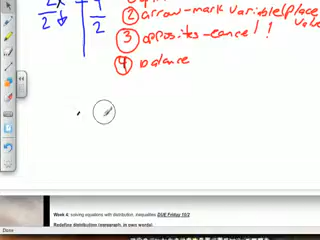 2x = 4
2 2
② arrow-mark variable (place
③ opposites-cancel!!
④ balance
Week 4: solving equations with distribution, inequalities DUE Friday 10/2
Redefine distribution (paragraph, in own words)
Done